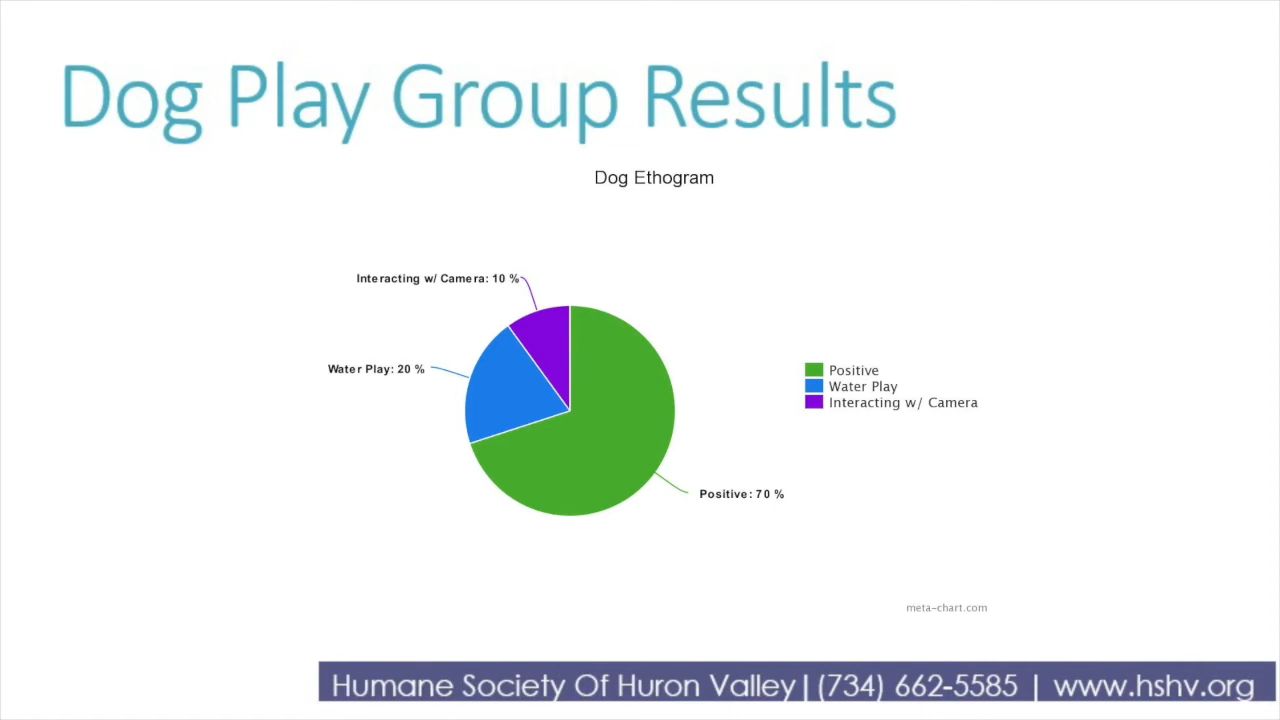 Dog Play Group Results
Dog Ethogram
Interacting w/ Camera: 10 %
Water Play: 20 %
Positive: 70 %
Positive
Water Play
Interacting w/ Camera
meta-chart.com
Humane Society Of Huron Valley | (734) 662-5585 | www.hshv.org